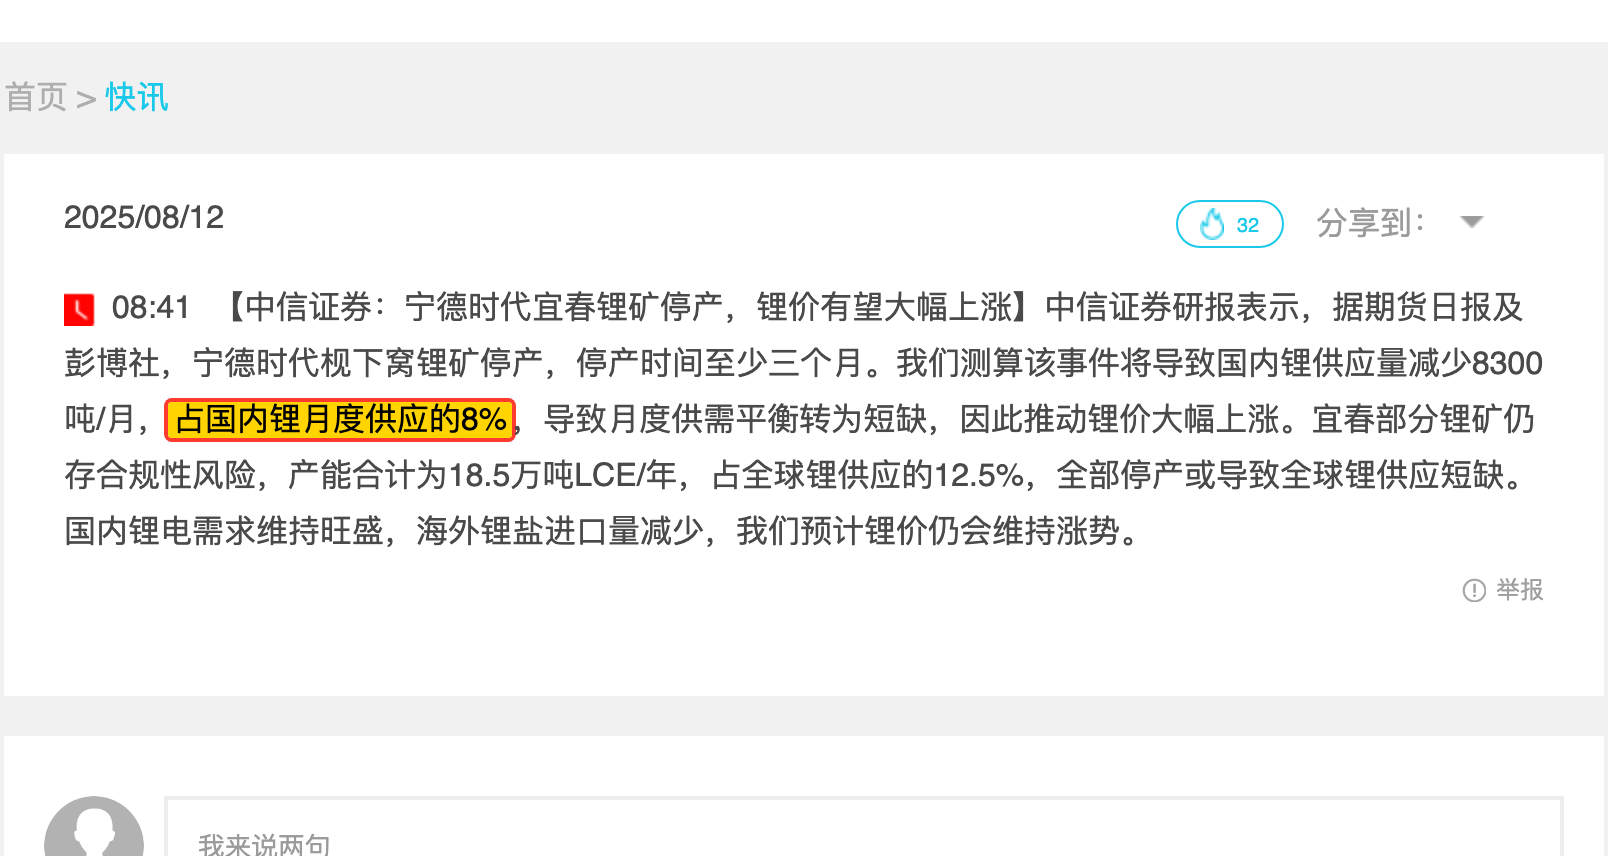 首页 > 快讯
2025/08/12
32 分享到：
08:41 【中信证券：宁德时代宜春锂矿停产，锂价有望大幅上涨】中信证券研报表示，据期货日报及
彭博社，宁德时代枧下窝锂矿停产，停产时间至少三个月。我们测算该事件将导致国内锂供应量减少8300
吨/月，占国内锂月度供应的8%，导致月度供需平衡转为短缺，因此推动锂价大幅上涨。宜春部分锂矿仍
存合规性风险，产能合计为18.5万吨LCE/年，占全球锂供应的12.5%，全部停产或导致全球锂供应短缺。
国内锂电需求维持旺盛，海外锂盐进口量减少，我们预计锂价仍会维持涨势。
举报
我来说两句